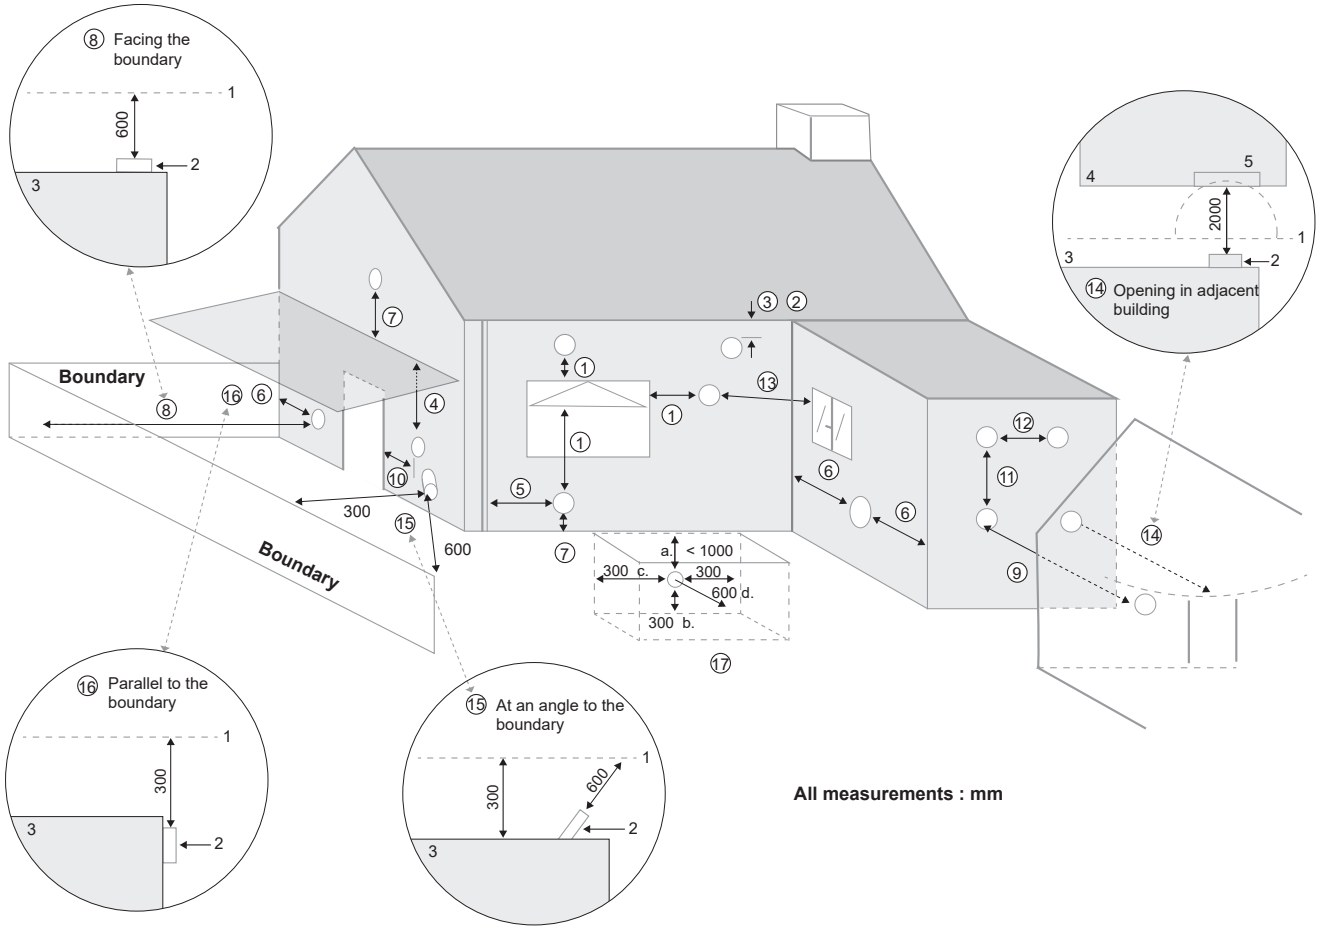 ⑧ Facing the
boundary
1
600
2
3
5
4
2000
1
3
2
⑭ Opening in adjacent
building
③ ②
⑦
①
⑬
Boundary
⑧
⑯ ⑥
④
①
①
⑫
⑩
⑤
⑥
⑥
⑪
300
⑮
600
⑦
⑭
⑨
Boundary
a. < 1000
300 c. 300
600 d.
300 b.
⑰
⑯ Parallel to the
boundary
1
300
3
2
⑮ At an angle to the
boundary
1
300
600
2
3
All measurements : mm